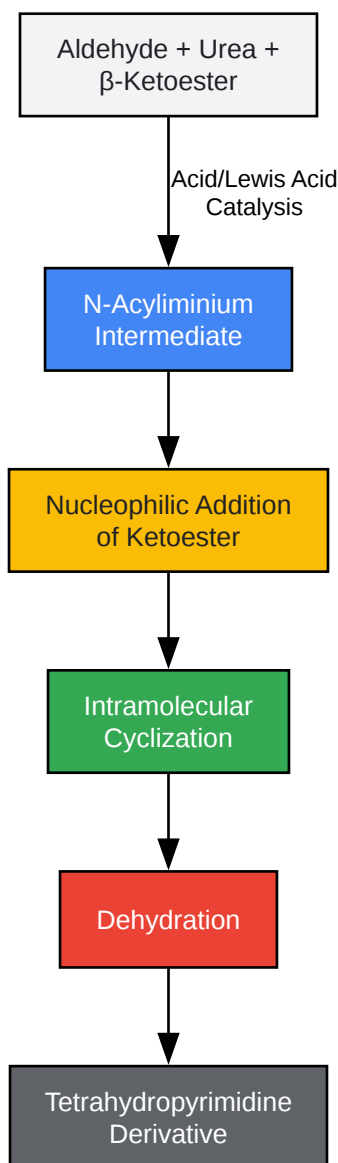 Aldehyde + Urea +
β-Ketoester
Acid/Lewis Acid
Catalysis
N-Acyliminium
Intermediate
Nucleophilic Addition
of Ketoester
Intramolecular
Cyclization
Dehydration
Tetrahydropyrimidine
Derivative